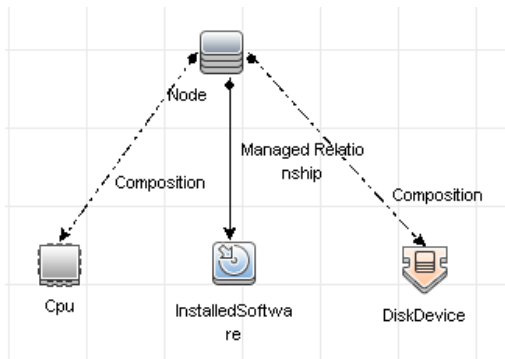 Node
Managed Relatio
nship
Composition
Composition
Cpu
InstalledSoftwa
re
DiskDevice